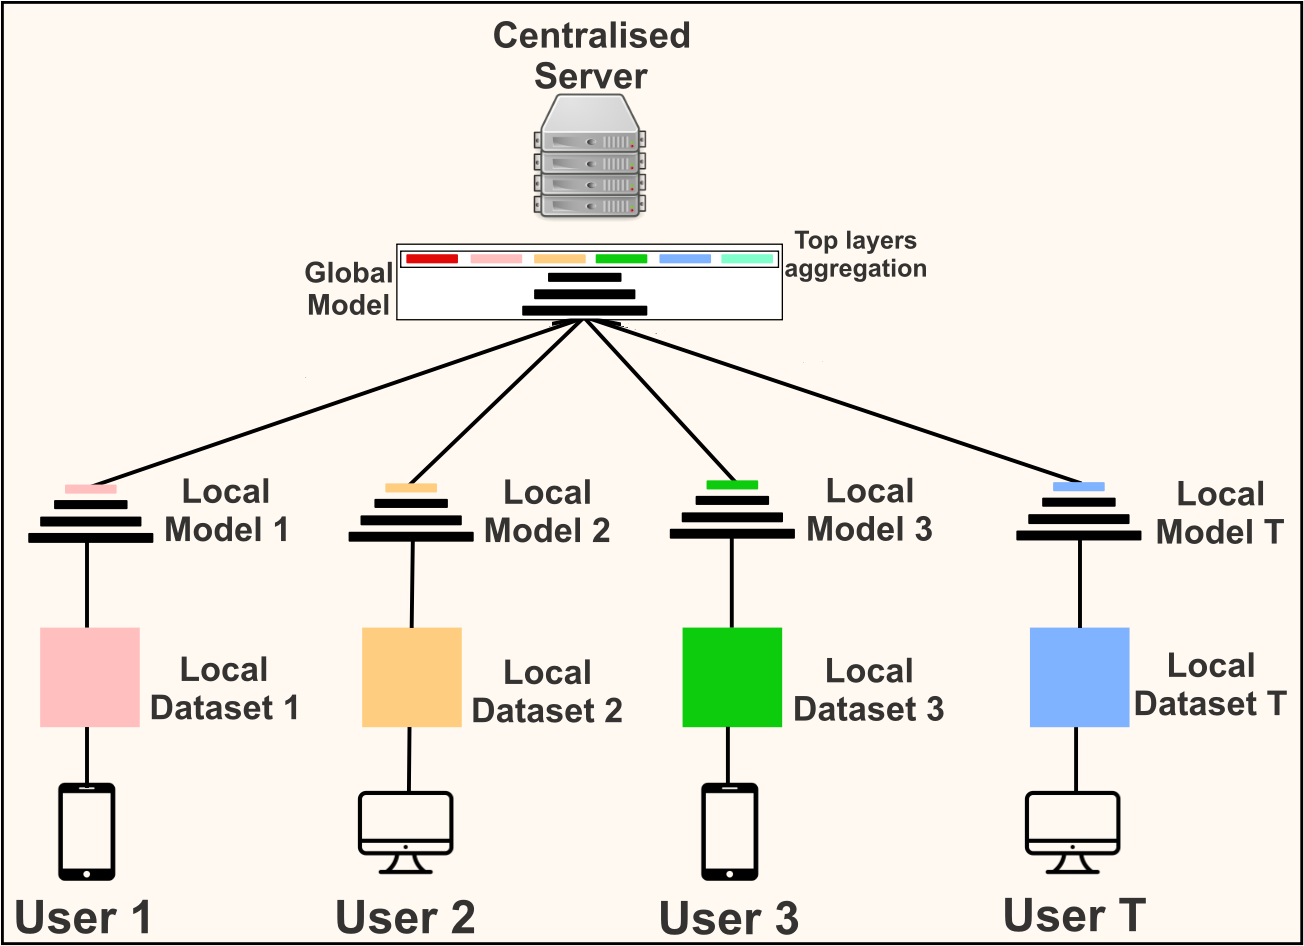 Centralised
Server
Top layers
aggregation
Global
Model
Local
Model 1
Local
Model 2
Local
Model 3
Local
Model T
Local
Dataset 1
Local
Dataset 2
Local
Dataset 3
Local
Dataset T
User 1
User 2
User 3
User T